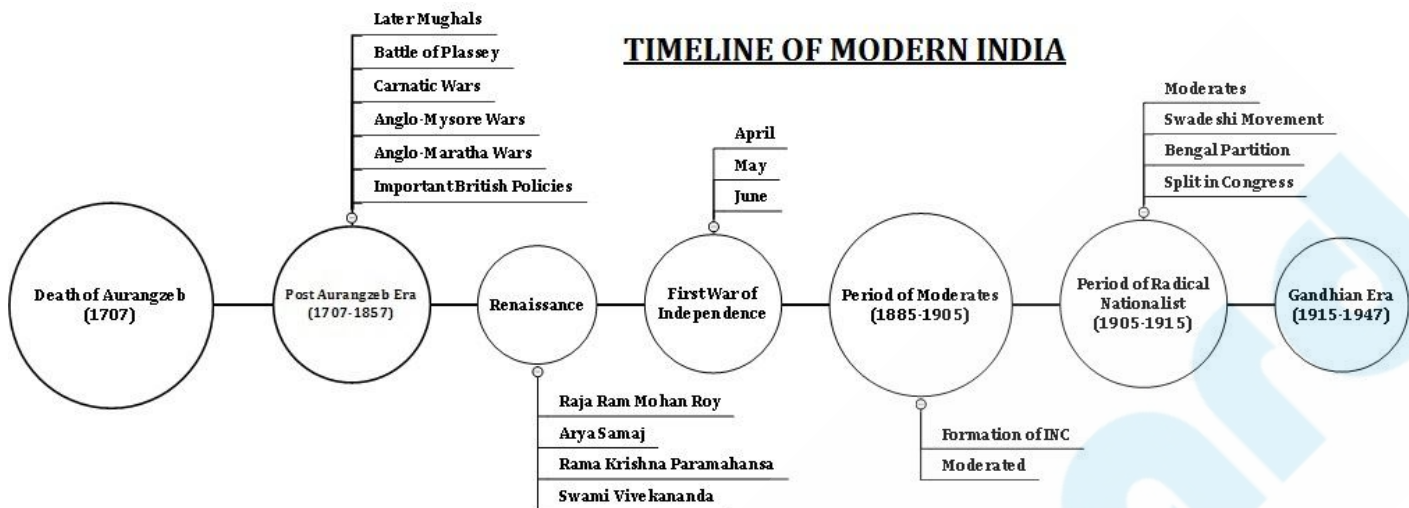 TIMELINE OF MODERN INDIA
Later Mughals
Battle of Plassey
Carnatic Wars
Anglo-Mysore Wars
Anglo-Maratha Wars
Important British Policies
April
May
June
Moderates
Swadeshi Movement
Bengal Partition
Split in Congress
Death of Aurangzeb
(1707)
Post Aurangzeb Era
(1707-1857)
Renaissance
First War of
Independence
Period of Moderates
(1885-1905)
Period of Radical
Nationalist
(1905-1915)
Gandhian Era
(1915-1947)
Raja Ram Mohan Roy
Arya Samaj
Rama Krishna Paramahansa
Swami Vivekananda
Formation of INC
Moderated